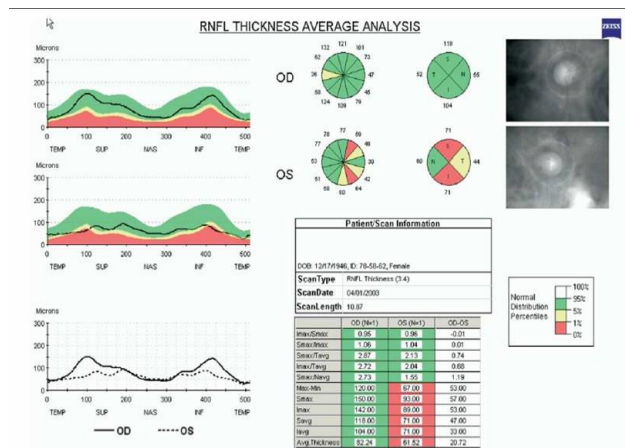 RNFL THICKNESS AVERAGE ANALYSIS
ZEISS
Microns
300
200
100
0
0 100 200 300 400 500
TEMP SUP NAS INF TEMP
OD
132 121 101
62 73
36 47
58 45
124 109 79
118
62 T S N I 55
104
Microns
300
200
100
0
0 100 200 300 400 500
TEMP SUP NAS INF TEMP
OS
78 77 69
77 48
63 39
51 42
58 60 64
71
60 N S T I 44
71
Microns
300
200
100
0
0 100 200 300 400 500
TEMP SUP NAS INF TEMP
OD OS
Patient/Scan Information
DOB: 12/17/1946, ID: 78-58-62, Female
ScanType RNFL Thickness (3.4)
ScanDate 04/01/2003
ScanLength 10.87
OD (N=1) OS (N=1) OD-OS
Imax/Smax 0.95 0.96 -0.01
Smax/Imax 1.06 1.04 0.01
Smax/Tavg 2.87 2.13 0.74
Imax/Tavg 2.72 2.04 0.68
Smax/Navg 2.73 1.55 1.19
Max-Min 120.00 67.00 53.00
Smax 150.00 93.00 57.00
Imax 142.00 89.00 53.00
Savg 118.00 71.00 47.00
Iavg 104.00 71.00 33.00
Avg.Thickness 82.24 61.52 20.72
Normal Distribution Percentiles
100%
95%
5%
1%
0%